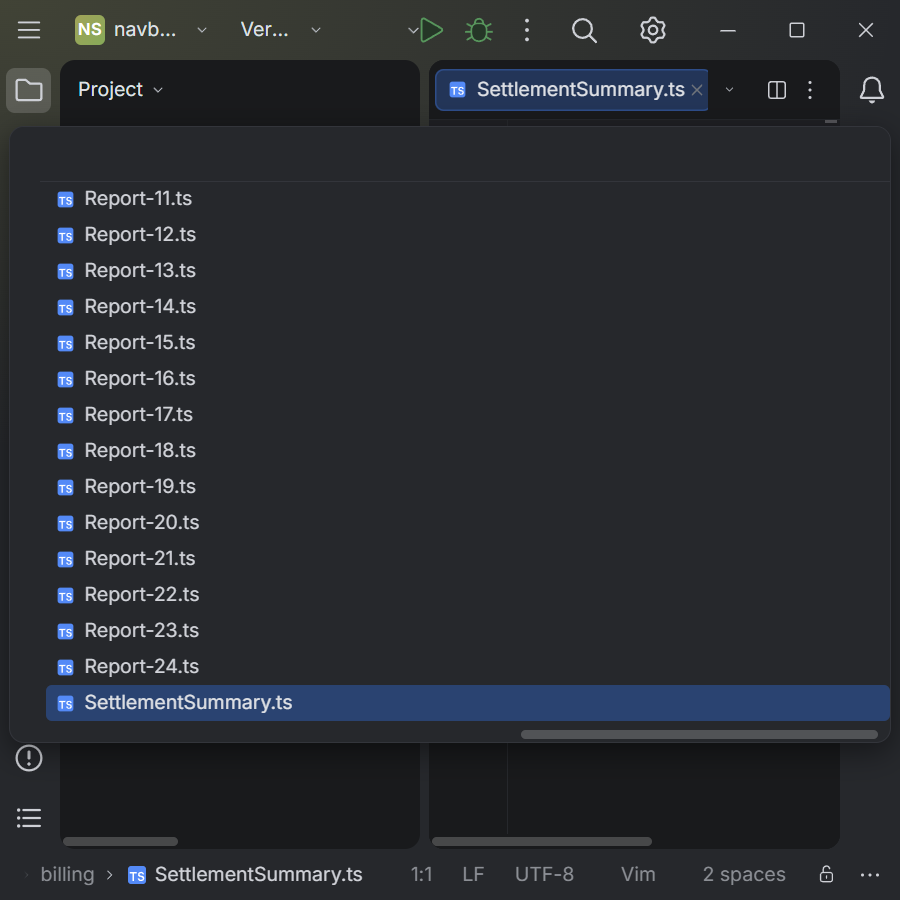 NS navb... Ver...
Project
TS SettlementSummary.ts
TS Report-11.ts
TS Report-12.ts
TS Report-13.ts
TS Report-14.ts
TS Report-15.ts
TS Report-16.ts
TS Report-17.ts
TS Report-18.ts
TS Report-19.ts
TS Report-20.ts
TS Report-21.ts
TS Report-22.ts
TS Report-23.ts
TS Report-24.ts
TS SettlementSummary.ts
billing TS SettlementSummary.ts 1:1 LF UTF-8 Vim 2 spaces